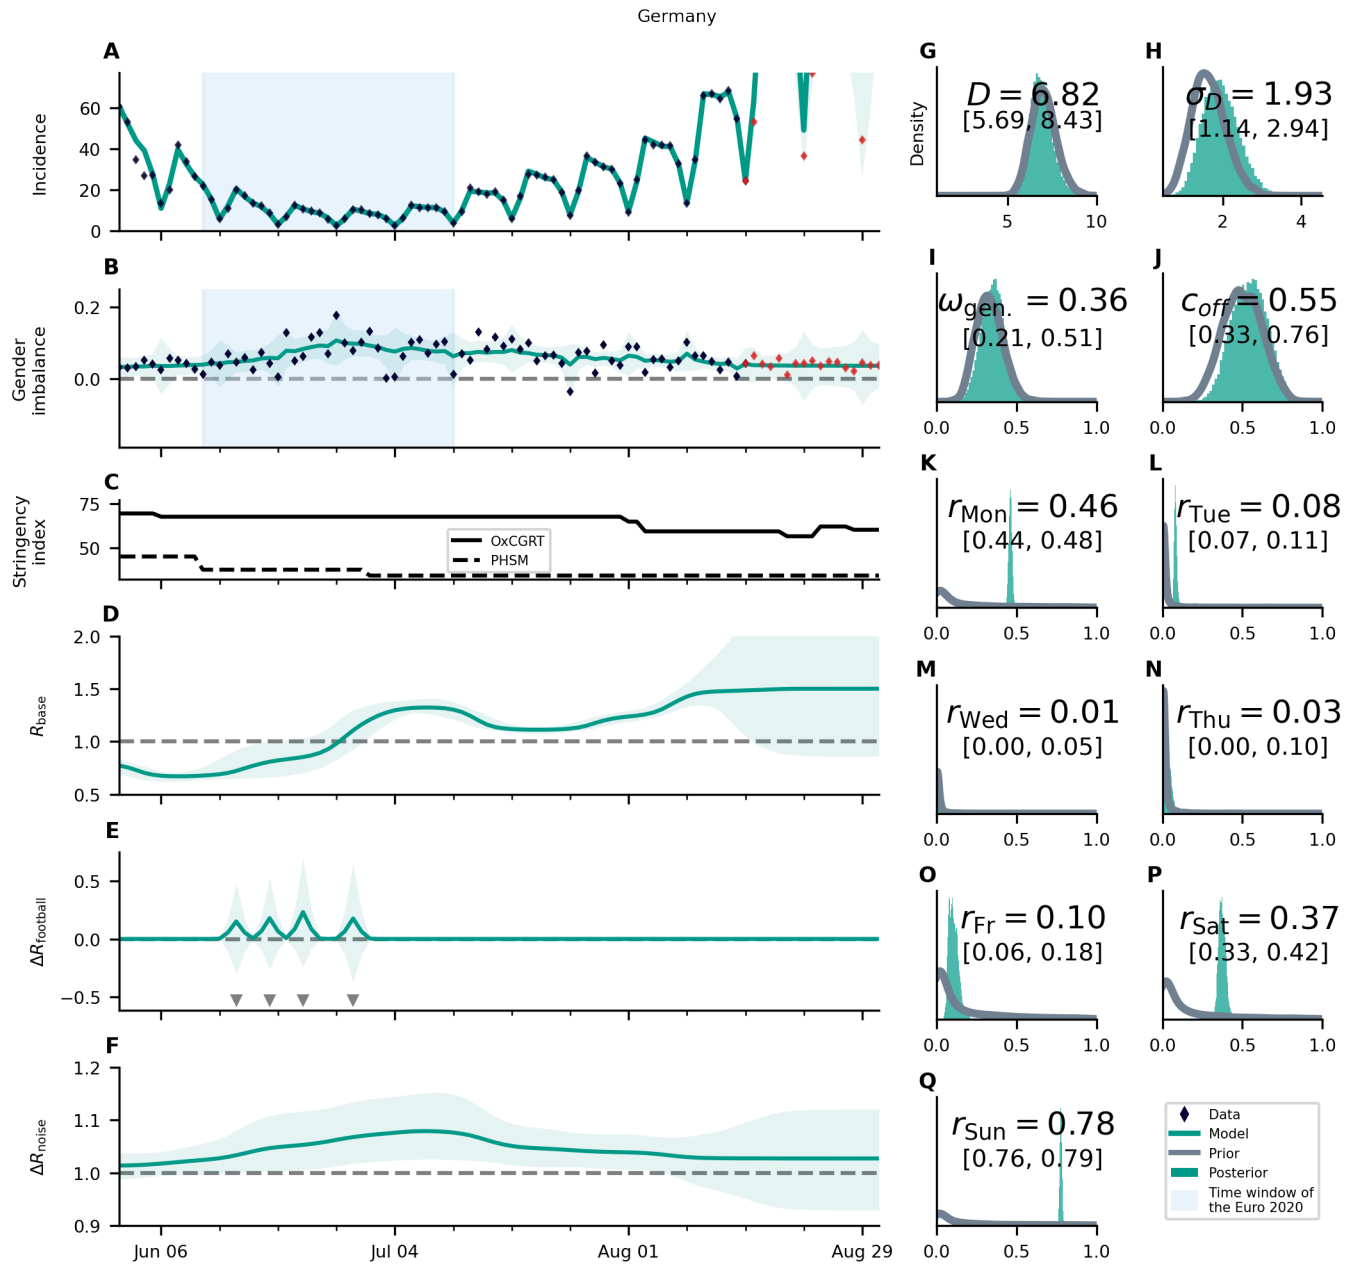 Germany
A
Incidence
60
40
20
0
B
Gender
imbalance
0.2
0.0
C
Stringency
index
75
50
OxCGRT
PHSM
D
R_base
2.0
1.5
1.0
0.5
E
ΔR_football
0.5
0.0
−0.5
F
ΔR_noise
1.2
1.1
1.0
0.9
Jun 06 Jul 04 Aug 01 Aug 29
G
Density
D = 6.82
[5.69, 8.43]
5 10
H
σ_D = 1.93
[1.14, 2.94]
2 4
I
ω_gen. = 0.36
[0.21, 0.51]
0.0 0.5 1.0
J
c_off = 0.55
[0.33, 0.76]
0.0 0.5 1.0
K
r_Mon = 0.46
[0.44, 0.48]
0.0 0.5 1.0
L
r_Tue = 0.08
[0.07, 0.11]
0.0 0.5 1.0
M
r_Wed = 0.01
[0.00, 0.05]
0.0 0.5 1.0
N
r_Thu = 0.03
[0.00, 0.10]
0.0 0.5 1.0
O
r_Fr = 0.10
[0.06, 0.18]
0.0 0.5 1.0
P
r_Sat = 0.37
[0.33, 0.42]
0.0 0.5 1.0
Q
r_Sun = 0.78
[0.76, 0.79]
0.0 0.5 1.0
Data
Model
Prior
Posterior
Time window of
the Euro 2020